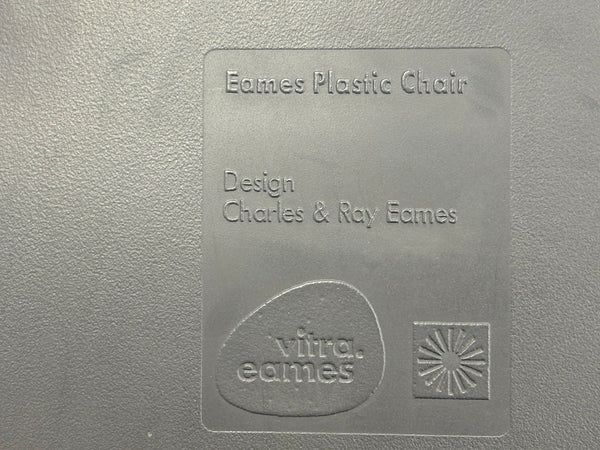 Eames Plastic Chair
Design
Charles & Ray Eames
vitra.
eames